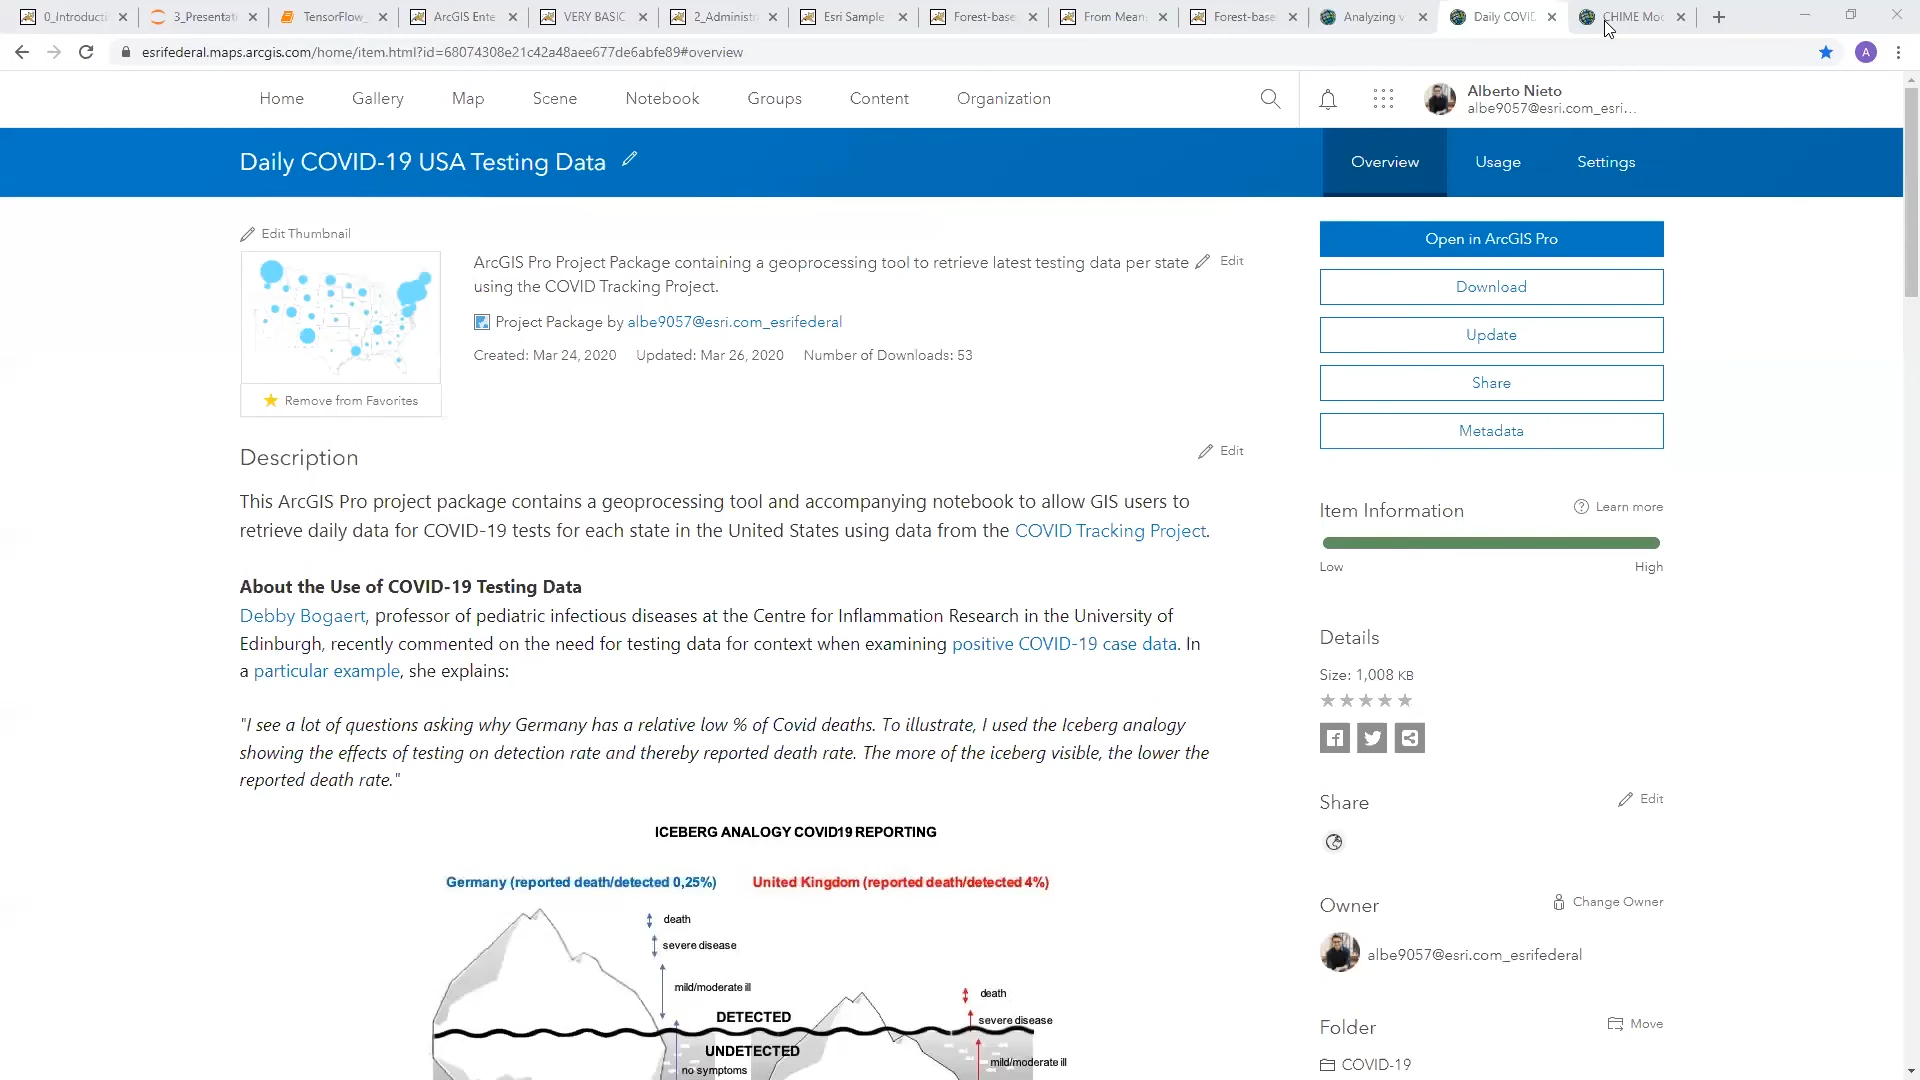 0_Introducti
3_Presentati
TensorFlow_
ArcGIS Ente
VERY BASIC
2_Administr
Esri Sample
Forest-base
From Mean
Forest-base
Analyzing v
Daily COVID
CHIME Mod
esrifederal.maps.arcgis.com/home/item.html?id=68074308e21c42a48aee677de6abfe89#overview
A
Home
Gallery
Map
Scene
Notebook
Groups
Content
Organization
Alberto Nieto
albe9057@esri.com_esri...
Daily COVID-19 USA Testing Data
Overview
Usage
Settings
Edit Thumbnail
Remove from Favorites
ArcGIS Pro Project Package containing a geoprocessing tool to retrieve latest testing data per state
using the COVID Tracking Project.
Edit
Project Package by albe9057@esri.com_esrifederal
Created: Mar 24, 2020 Updated: Mar 26, 2020 Number of Downloads: 53
Description
Edit
This ArcGIS Pro project package contains a geoprocessing tool and accompanying notebook to allow GIS users to
retrieve daily data for COVID-19 tests for each state in the United States using data from the COVID Tracking Project.
About the Use of COVID-19 Testing Data
Debby Bogaert, professor of pediatric infectious diseases at the Centre for Inflammation Research in the University of
Edinburgh, recently commented on the need for testing data for context when examining positive COVID-19 case data. In
a particular example, she explains:
"I see a lot of questions asking why Germany has a relative low % of Covid deaths. To illustrate, I used the Iceberg analogy
showing the effects of testing on detection rate and thereby reported death rate. The more of the iceberg visible, the lower the
reported death rate."
ICEBERG ANALOGY COVID19 REPORTING
Germany (reported death/detected 0,25%)
United Kingdom (reported death/detected 4%)
death
severe disease
mild/moderate ill
DETECTED
UNDETECTED
no symptoms
death
severe disease
mild/moderate ill
Open in ArcGIS Pro
Download
Update
Share
Metadata
Item Information
Learn more
Low
High
Details
Size: 1,008 KB
Share
Edit
Owner
Change Owner
albe9057@esri.com_esrifederal
Folder
Move
COVID-19